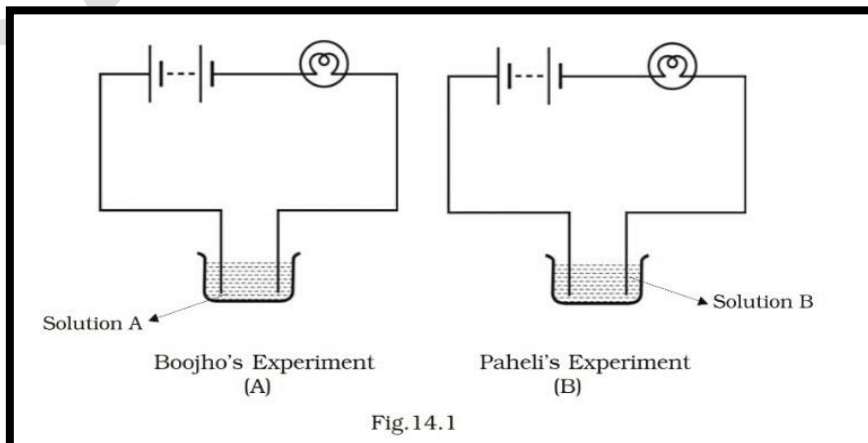 Solution A
Solution B
Boojho's Experiment
(A)
Paheli's Experiment
(B)
Fig.14.1